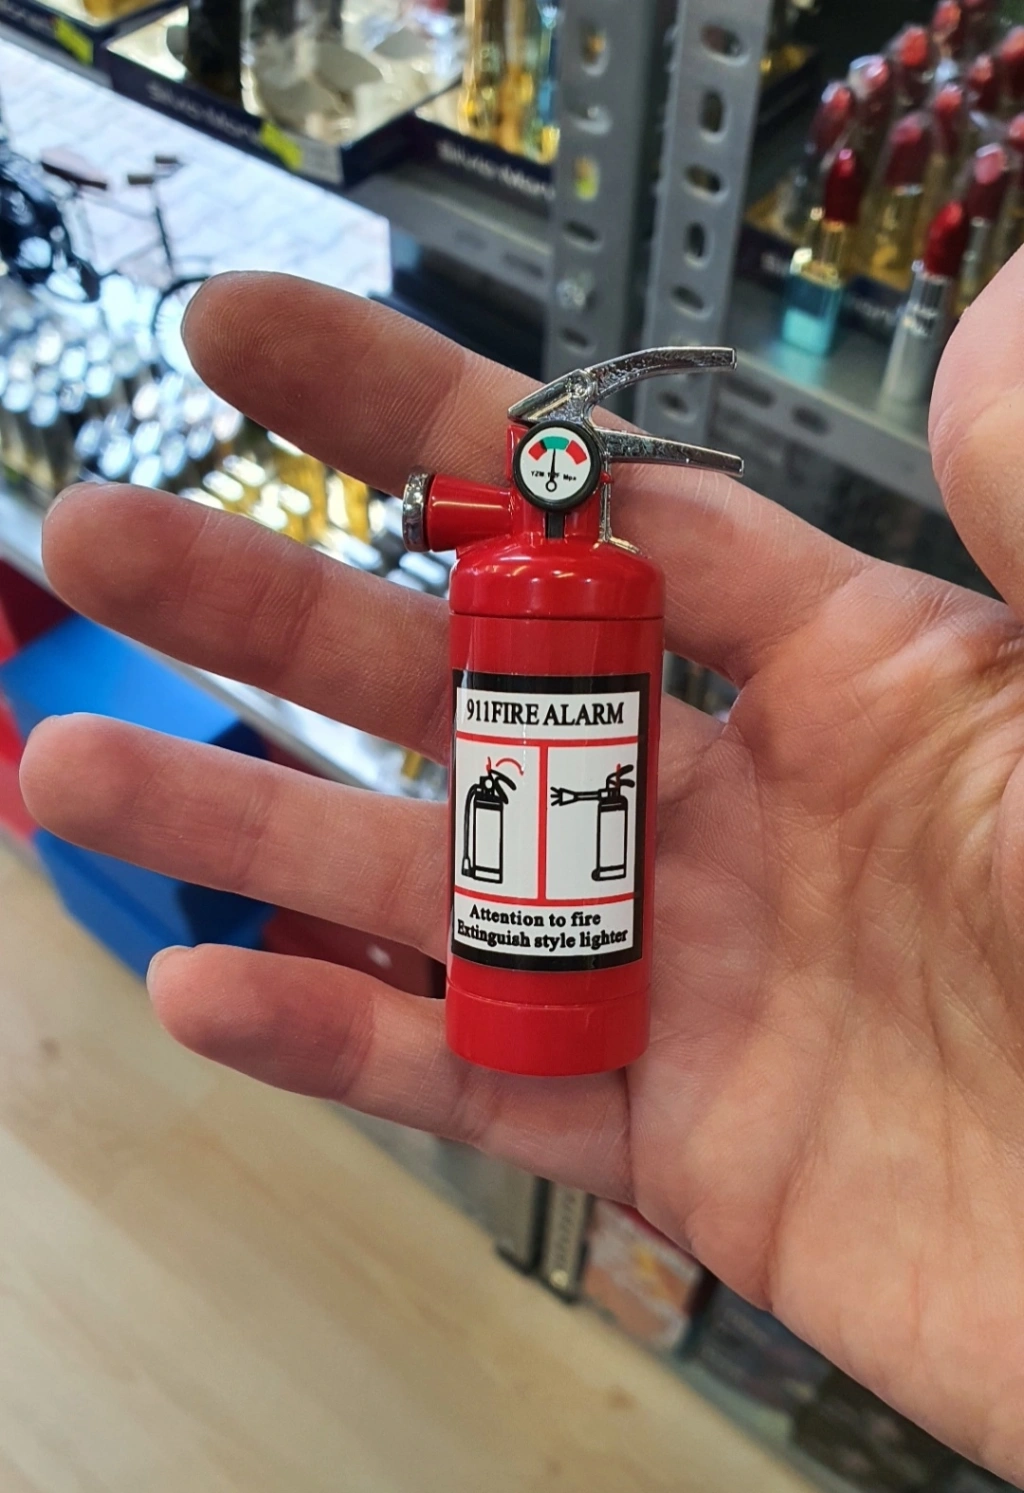 911FIRE ALARM
Attention to fire
Extinguish style lighter